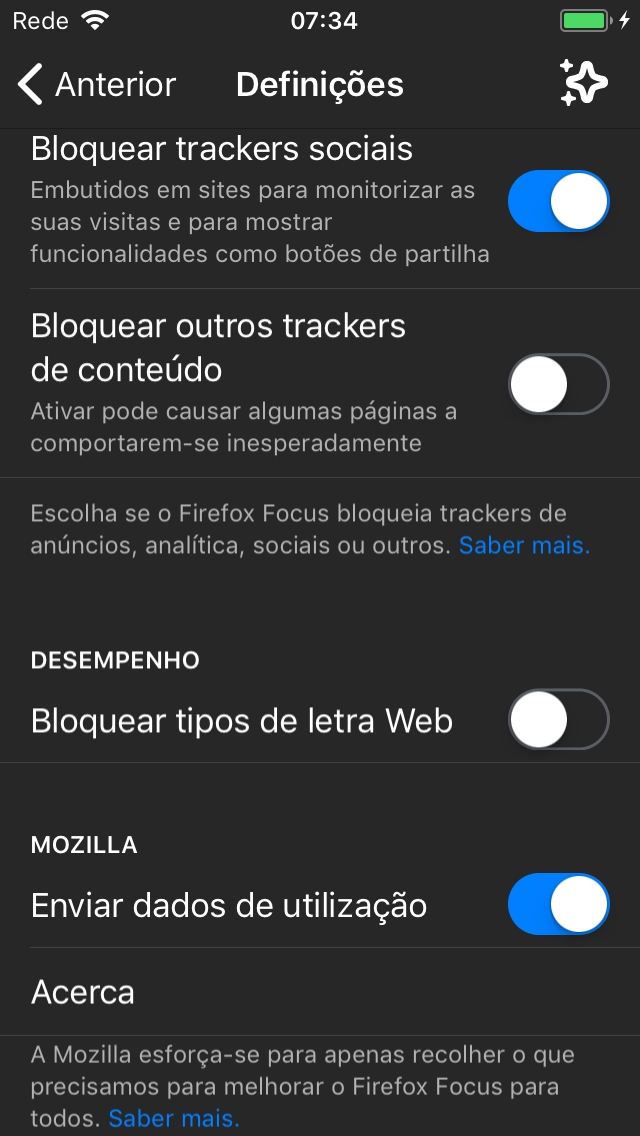 Rede 07:34
Anterior Definições
Bloquear trackers sociais
Embutidos em sites para monitorizar as
suas visitas e para mostrar
funcionalidades como botões de partilha
Bloquear outros trackers
de conteúdo
Ativar pode causar algumas páginas a
comportarem-se inesperadamente
Escolha se o Firefox Focus bloqueia trackers de
anúncios, analítica, sociais ou outros. Saber mais.
DESEMPENHO
Bloquear tipos de letra Web
MOZILLA
Enviar dados de utilização
Acerca
A Mozilla esforça-se para apenas recolher o que
precisamos para melhorar o Firefox Focus para
todos. Saber mais.